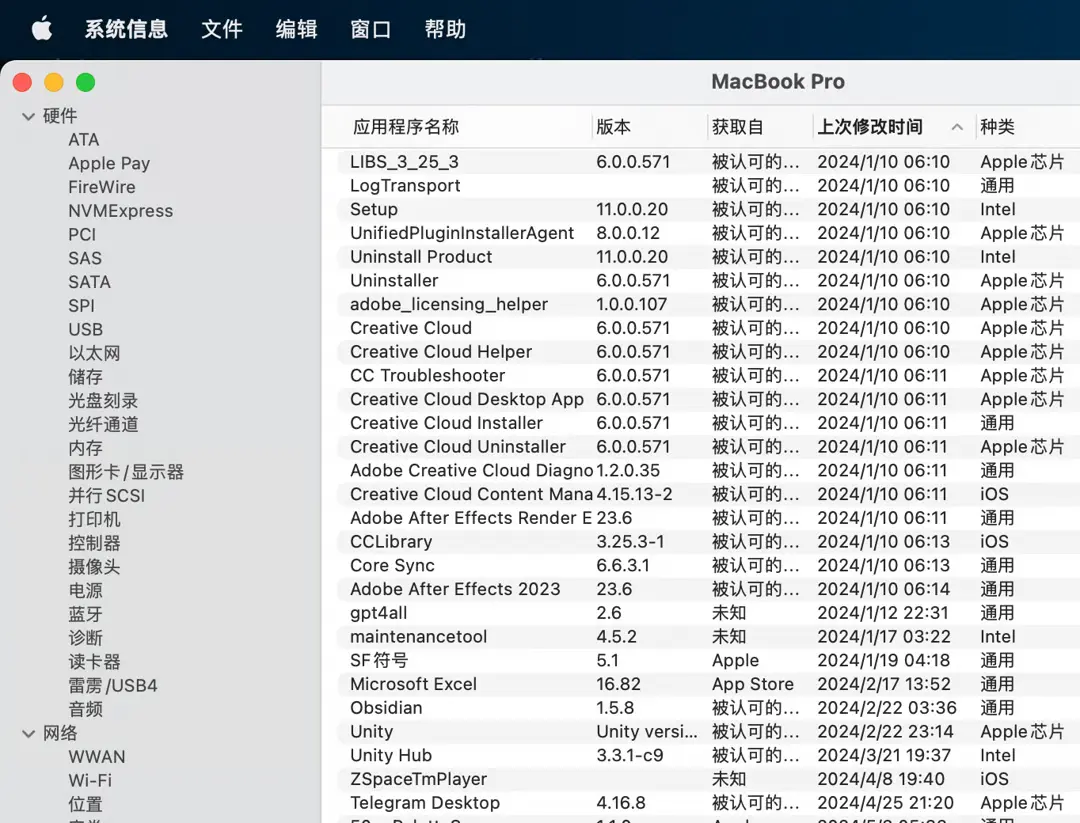 系统信息 文件 编辑 窗口 帮助
MacBook Pro
硬件
ATA
Apple Pay
FireWire
NVMExpress
PCI
SAS
SATA
SPI
USB
以太网
储存
光盘刻录
光纤通道
内存
图形卡/显示器
并行SCSI
打印机
控制器
摄像头
电源
蓝牙
诊断
读卡器
雷雳/USB4
音频
网络
WWAN
Wi-Fi
位置
应用程序名称 版本 获取自 上次修改时间 种类
LIBS_3_25_3 6.0.0.571 被认可的... 2024/1/10 06:10 Apple芯片
LogTransport 被认可的... 2024/1/10 06:10 通用
Setup 11.0.0.20 被认可的... 2024/1/10 06:10 Intel
UnifiedPluginInstallerAgent 8.0.0.12 被认可的... 2024/1/10 06:10 Apple芯片
Uninstall Product 11.0.0.20 被认可的... 2024/1/10 06:10 Intel
Uninstaller 6.0.0.571 被认可的... 2024/1/10 06:10 Apple芯片
adobe_licensing_helper 1.0.0.107 被认可的... 2024/1/10 06:10 Apple芯片
Creative Cloud 6.0.0.571 被认可的... 2024/1/10 06:10 Apple芯片
Creative Cloud Helper 6.0.0.571 被认可的... 2024/1/10 06:10 Apple芯片
CC Troubleshooter 6.0.0.571 被认可的... 2024/1/10 06:11 Apple芯片
Creative Cloud Desktop App 6.0.0.571 被认可的... 2024/1/10 06:11 Apple芯片
Creative Cloud Installer 6.0.0.571 被认可的... 2024/1/10 06:11 通用
Creative Cloud Uninstaller 6.0.0.571 被认可的... 2024/1/10 06:11 Apple芯片
Adobe Creative Cloud Diagno 1.2.0.35 被认可的... 2024/1/10 06:11 通用
Creative Cloud Content Mana 4.15.13-2 被认可的... 2024/1/10 06:11 iOS
Adobe After Effects Render E 23.6 被认可的... 2024/1/10 06:11 通用
CCLibrary 3.25.3-1 被认可的... 2024/1/10 06:13 iOS
Core Sync 6.6.3.1 被认可的... 2024/1/10 06:13 通用
Adobe After Effects 2023 23.6 被认可的... 2024/1/10 06:14 通用
gpt4all 2.6 未知 2024/1/12 22:31 通用
maintenancetool 4.5.2 未知 2024/1/17 03:22 Intel
SF符号 5.1 Apple 2024/1/19 04:18 通用
Microsoft Excel 16.82 App Store 2024/2/17 13:52 通用
Obsidian 1.5.8 被认可的... 2024/2/22 03:36 通用
Unity Unity versi... 被认可的... 2024/2/22 23:14 Apple芯片
Unity Hub 3.3.1-c9 被认可的... 2024/3/21 19:37 Intel
ZSpaceTmPlayer 未知 2024/4/8 19:40 iOS
Telegram Desktop 4.16.8 被认可的... 2024/4/25 21:20 Apple芯片